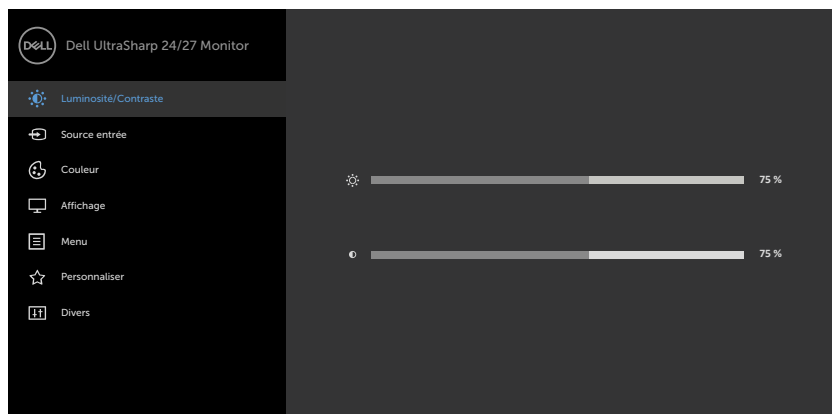 DELL
Dell UltraSharp 24/27 Monitor
Luminosité/Contraste
Source entrée
Couleur
Affichage
Menu
Personnaliser
Divers
75 %
75 %